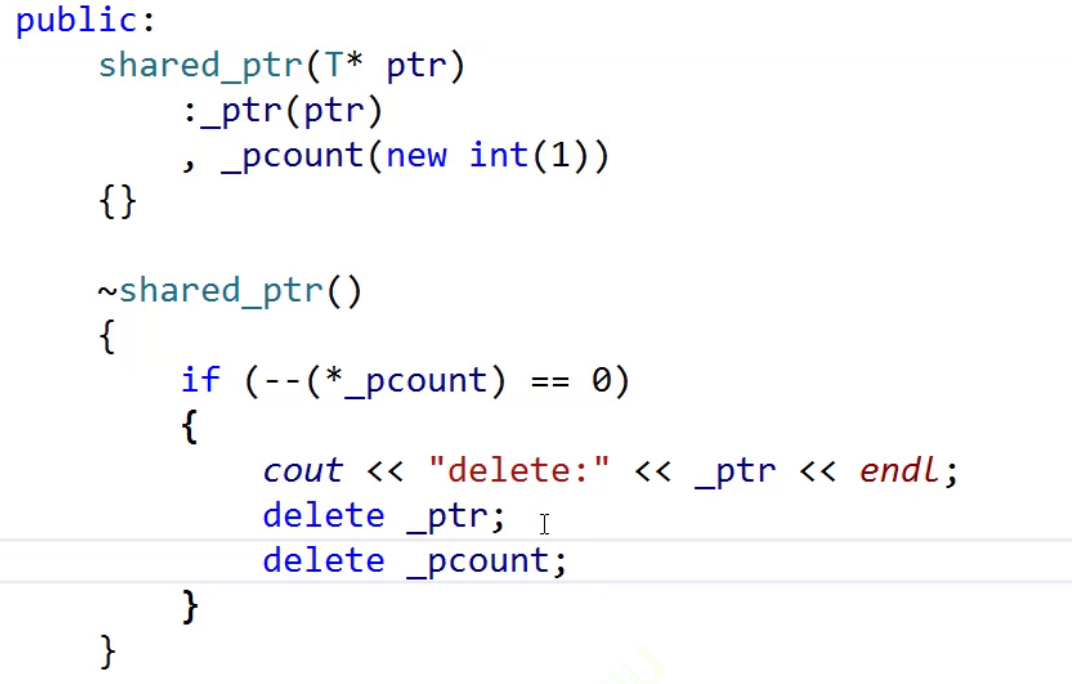 public:
shared_ptr(T* ptr)
:_ptr(ptr)
, _pcount(new int(1))
{}
~shared_ptr()
{
if (--(*_pcount) == 0)
{
cout << "delete:" << _ptr << endl;
delete _ptr;
delete _pcount;
}
}